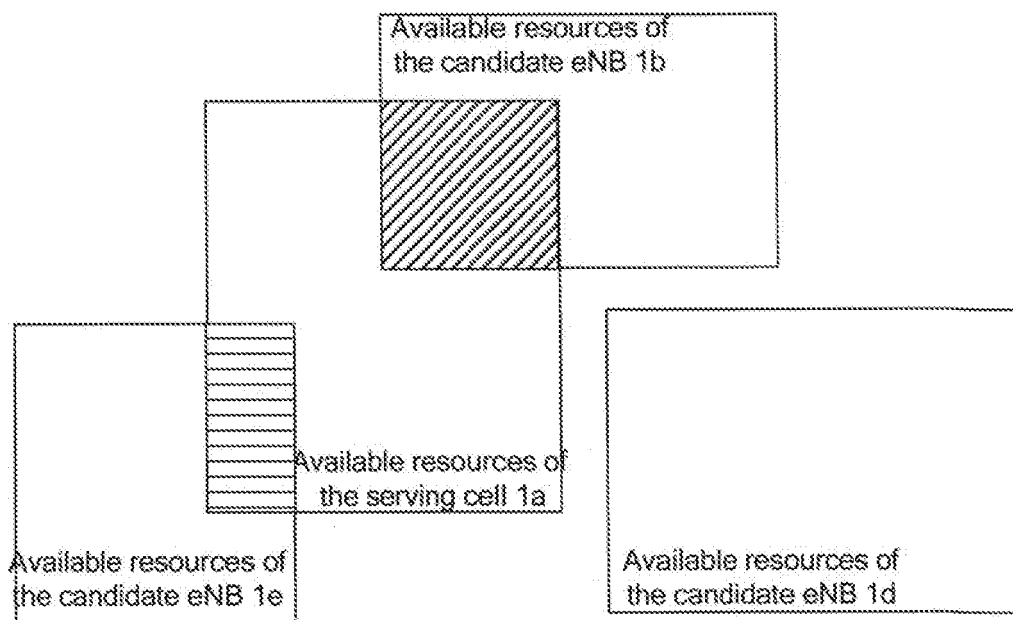 Available resources of
the candidate eNB 1b
Available resources of
the serving cell 1a
Available resources of
the candidate eNB 1e
Available resources of
the candidate eNB 1d